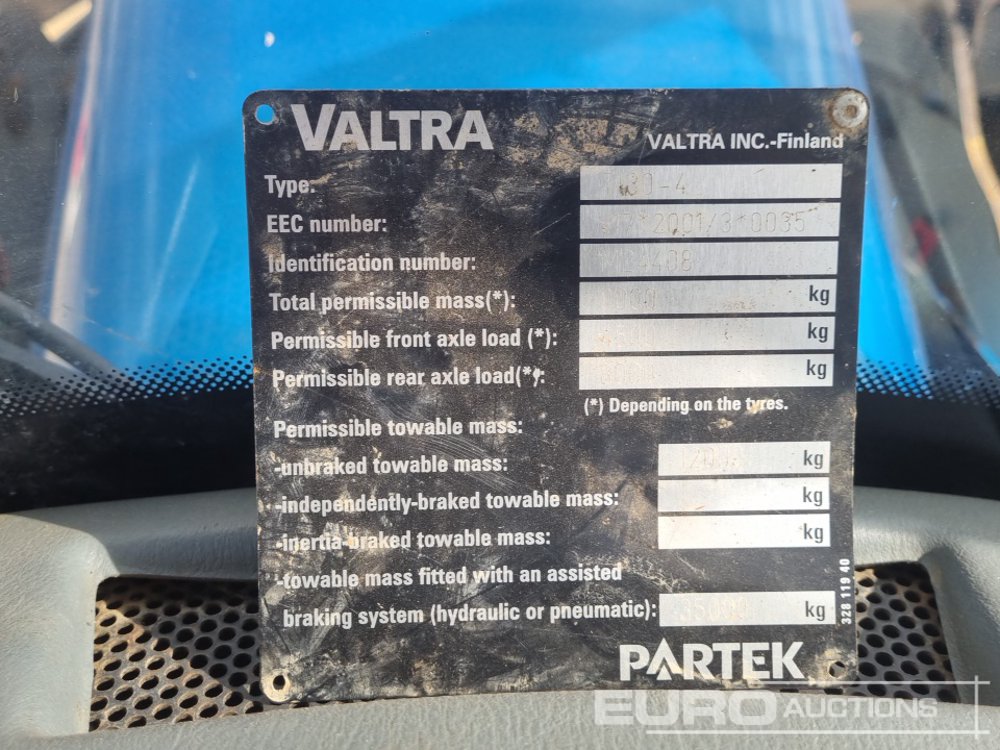 VALTRA
VALTRA INC.-Finland
Type:
EEC number: 2001/3*0035
Identification number:
Total permissible mass(*): kg
Permissible front axle load (*): kg
Permissible rear axle load(*): kg
(*) Depending on the tyres.
Permissible towable mass:
-unbraked towable mass: kg
-independently-braked towable mass: kg
-inertia-braked towable mass: kg
-towable mass fitted with an assisted
braking system (hydraulic or pneumatic): kg
328 119 40
PARTEK
EURO AUCTIONS